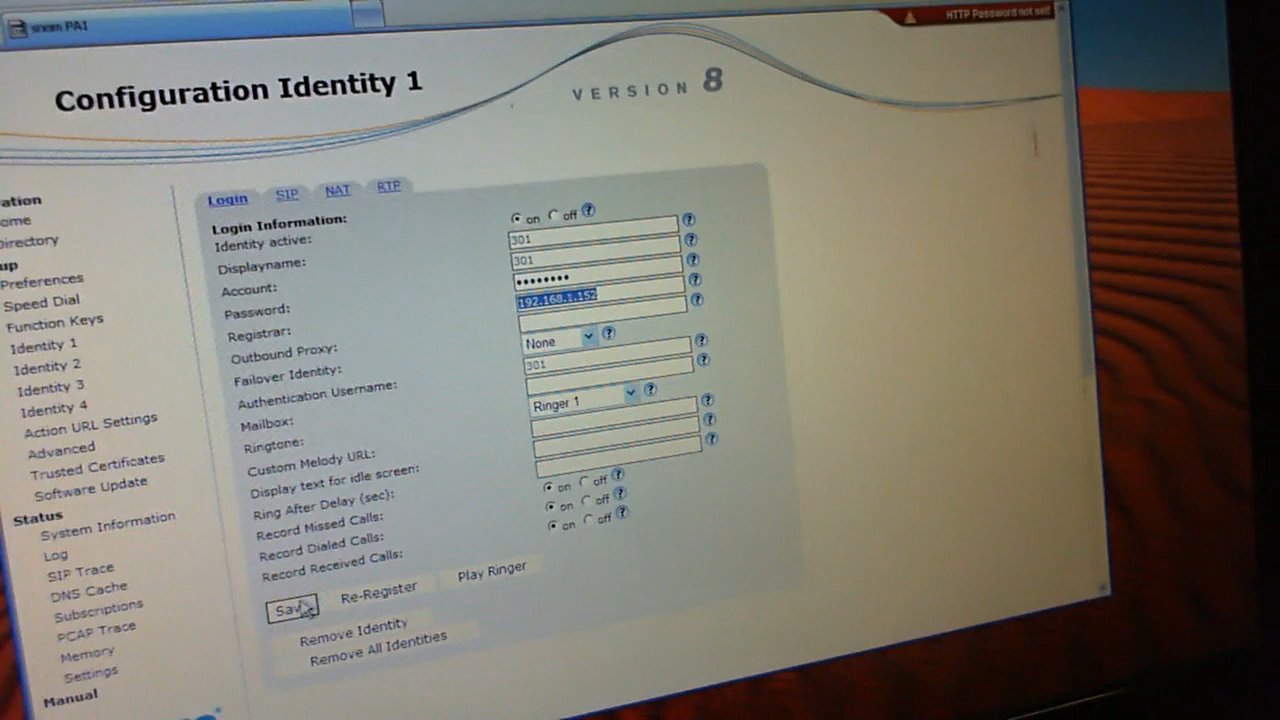 snom PA1
HTTP Password not set!
Configuration Identity 1
VERSION 8
ation
ome
Directory
up
Preferences
Speed Dial
Function Keys
Identity 1
Identity 2
Identity 3
Identity 4
Action URL Settings
Advanced
Trusted Certificates
Software Update
Status
System Information
Log
SIP Trace
DNS Cache
Subscriptions
PCAP Trace
Memory
Settings
Manual
Login SIP NAT RTP
Login Information:
Identity active: on off ?
Displayname: 301 ?
Account: 301 ?
Password: •••••••• ?
Registrar: 192.168.1.152 ?
Outbound Proxy: ?
Failover Identity: None ?
Authentication Username: 301 ?
Mailbox: ?
Ringtone: Ringer 1 ?
Custom Melody URL: ?
Display text for idle screen: ?
Ring After Delay (sec): ?
Record Missed Calls: on off ?
Record Dialed Calls: on off ?
Record Received Calls: on off ?
Save Re-Register Play Ringer
Remove Identity
Remove All Identities